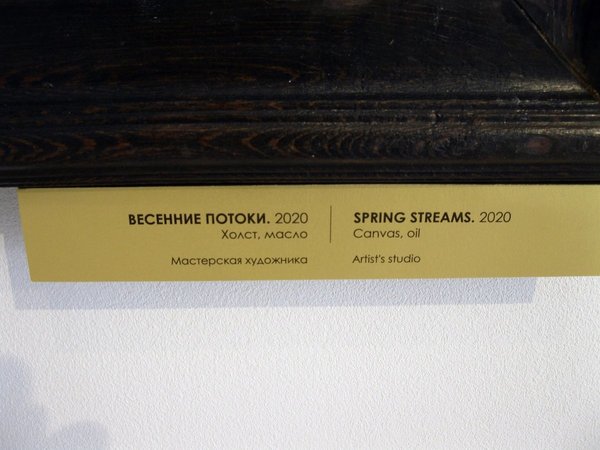 ВЕСЕННИЕ ПОТОКИ. 2020
Холст, масло
Мастерская художника
SPRING STREAMS. 2020
Canvas, oil
Artist's studio